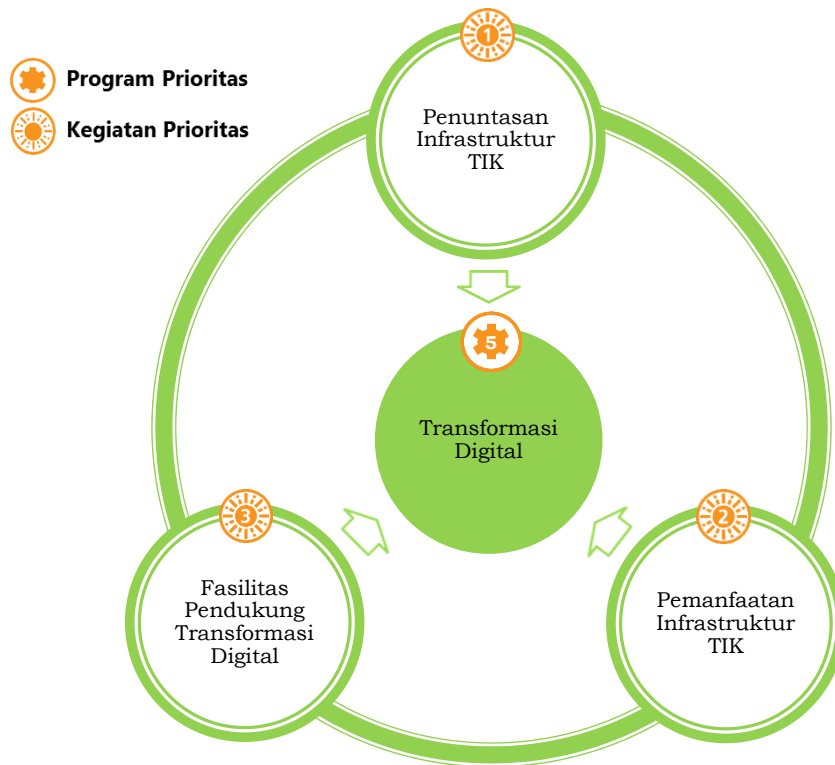 Program Prioritas
Kegiatan Prioritas
1
Penuntasan
Infrastruktur
TIK
5
Transformasi
Digital
3
Fasilitas
Pendukung
Transformasi
Digital
2
Pemanfaatan
Infrastruktur
TIK